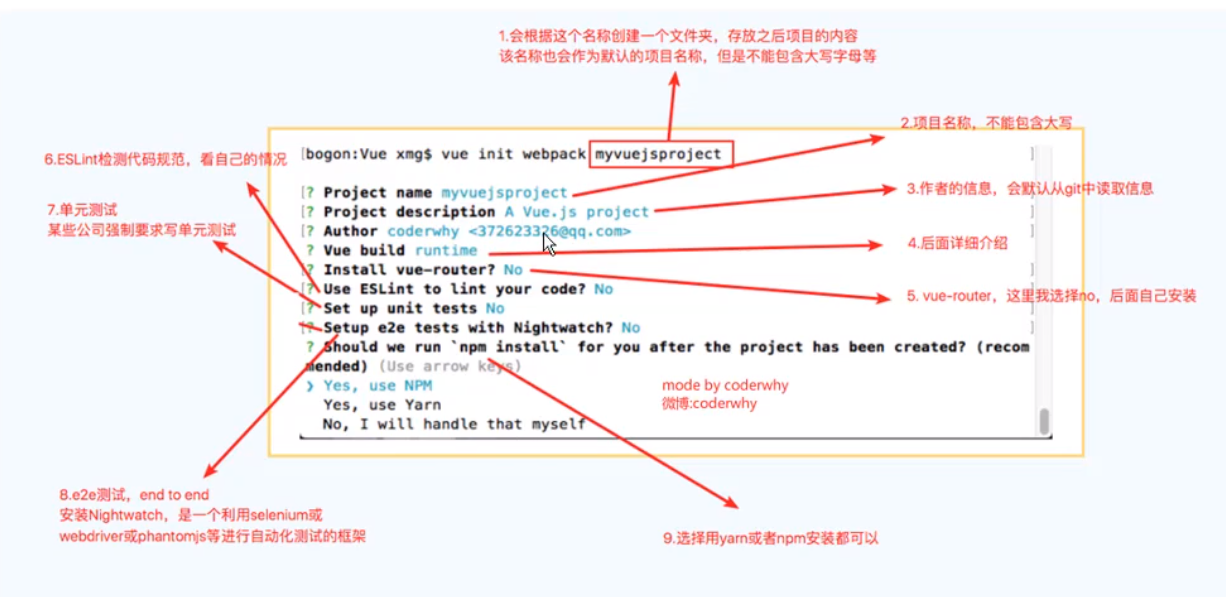 1.会根据这个名称创建一个文件夹，存放之后项目的内容
该名称也会作为默认的项目名称，但是不能包含大写字母等
2.项目名称，不能包含大写
[bogon:Vue xmg$ vue init webpack myvuejsproject ]
6.ESLint检测代码规范，看自己的情况
[? Project name myvuejsproject ]
3.作者的信息，会默认从git中读取信息
7.单元测试
某些公司强制要求写单元测试
[? Project description A Vue.js project ]
[? Author coderwhy <372623326@qq.com> ]
4.后面详细介绍
? Vue build runtime
[? Install vue-router? No ]
[? Use ESLint to lint your code? No ]
5. vue-router，这里我选择no，后面自己安装
[? Set up unit tests No ]
[? Setup e2e tests with Nightwatch? No ]
? Should we run `npm install` for you after the project has been created? (recom
mended) (Use arrow keys)
❯ Yes, use NPM
Yes, use Yarn
No, I will handle that myself
mode by coderwhy
微博:coderwhy
8.e2e测试，end to end
安装Nightwatch，是一个利用selenium或
webdriver或phantomjs等进行自动化测试的框架
9.选择用yarn或者npm安装都可以